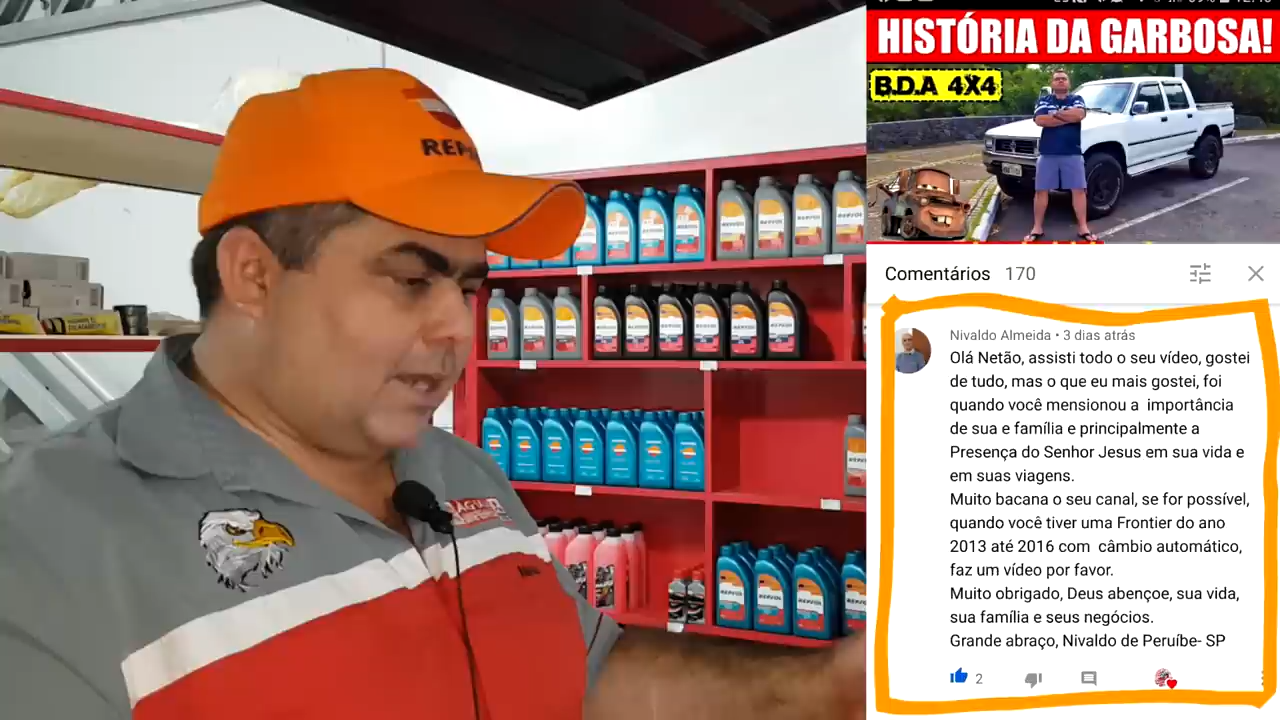 HISTÓRIA DA GARBOSA!
B.D.A 4X4
Comentários 170
Nivaldo Almeida • 3 dias atrás
Olá Netão, assisti todo o seu vídeo, gostei
de tudo, mas o que eu mais gostei, foi
quando você mensionou a importância
de sua e família e principalmente a
Presença do Senhor Jesus em sua vida e
em suas viagens.
Muito bacana o seu canal, se for possível,
quando você tiver uma Frontier do ano
2013 até 2016 com câmbio automático,
faz um vídeo por favor.
Muito obrigado, Deus abençoe, sua vida,
sua família e seus negócios.
Grande abraço, Nivaldo de Peruíbe- SP
2
REPSOL